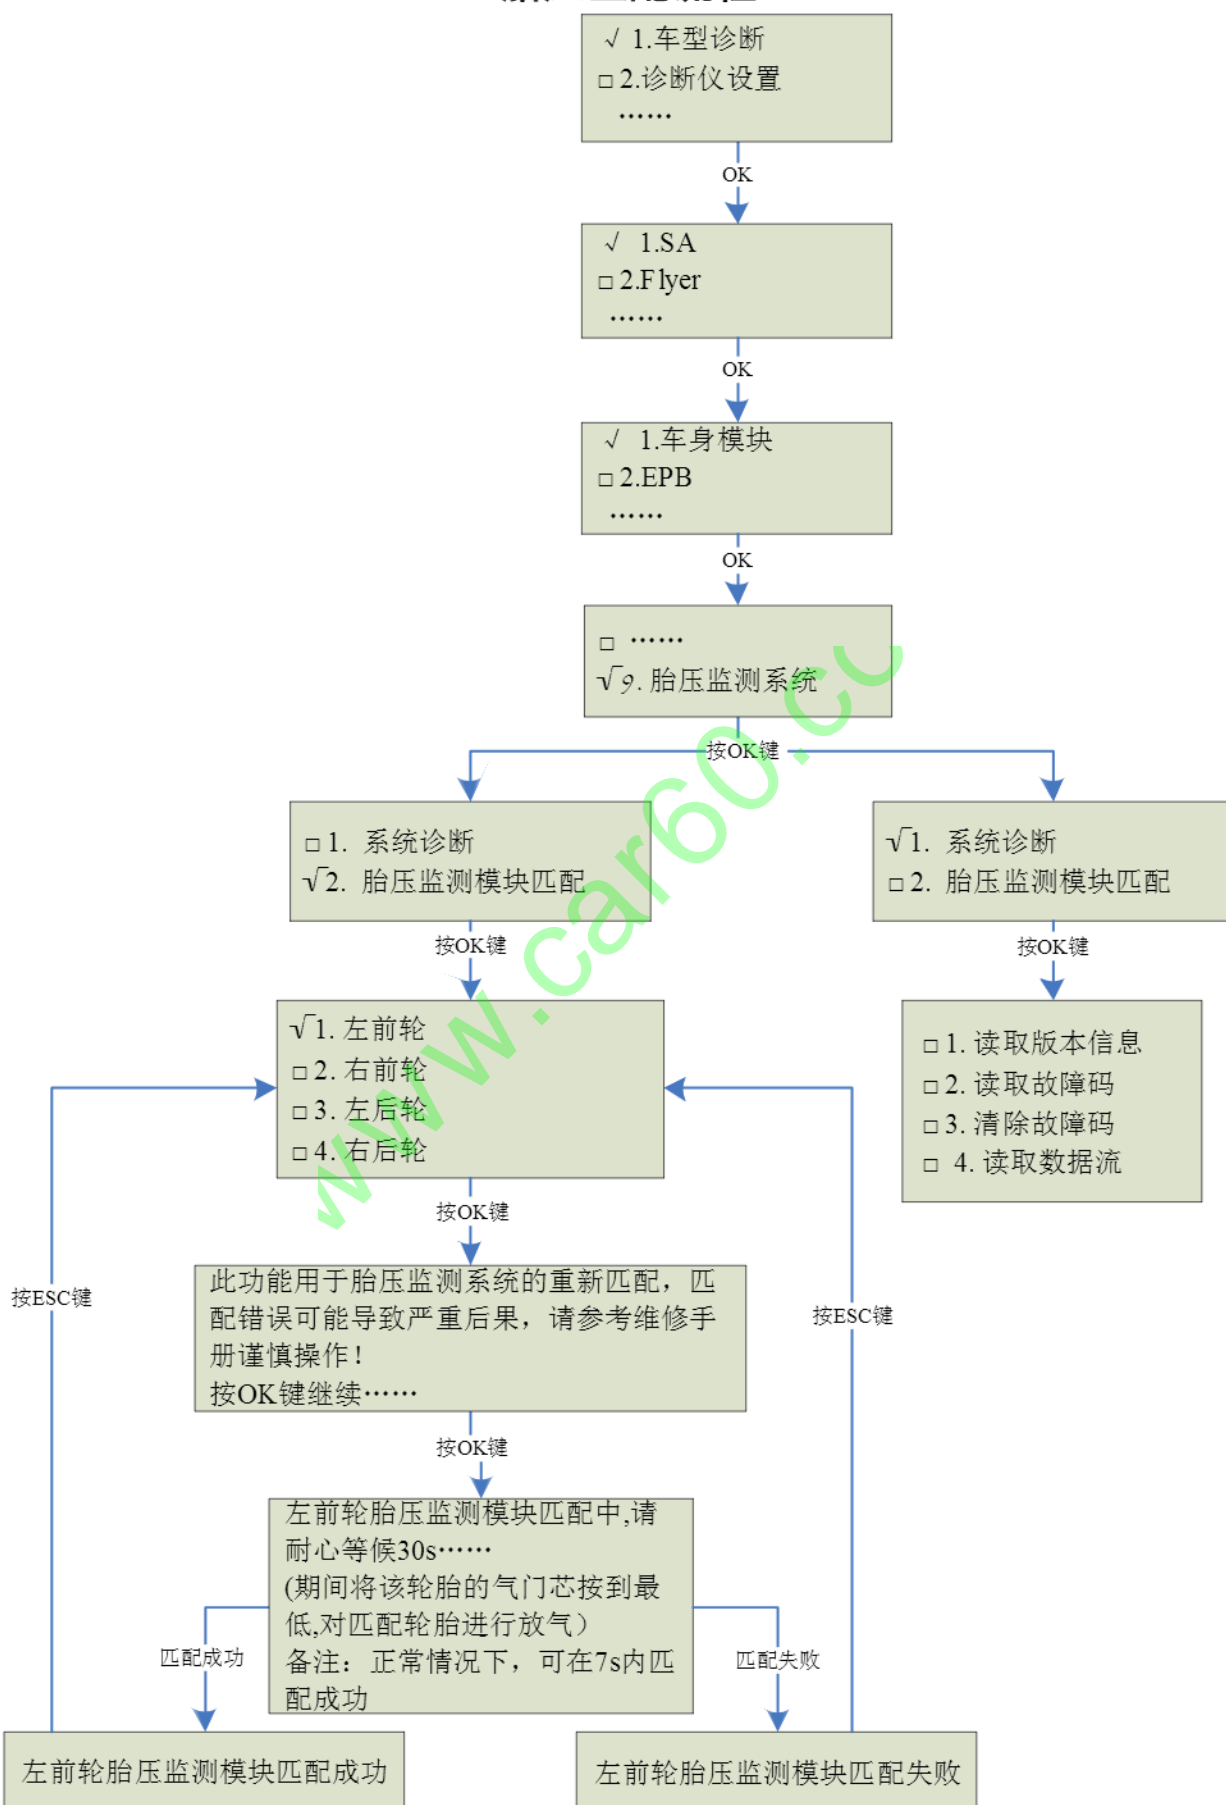 √ 1.车型诊断
□ 2.诊断仪设置
……
OK
√ 1.SA
□ 2.Flyer
……
OK
√ 1.车身模块
□ 2.EPB
……
OK
□ ……
√9. 胎压监测系统
按OK键
□ 1. 系统诊断
√2. 胎压监测模块匹配
√1. 系统诊断
□ 2. 胎压监测模块匹配
按OK键
按OK键
√1. 左前轮
□ 2. 右前轮
□ 3. 左后轮
□ 4. 右后轮
□ 1. 读取版本信息
□ 2. 读取故障码
□ 3. 清除故障码
□ 4. 读取数据流
按OK键
此功能用于胎压监测系统的重新匹配，匹
配错误可能导致严重后果，请参考维修手
册谨慎操作！
按OK键继续……
按ESC键
按ESC键
按OK键
左前轮胎压监测模块匹配中,请
耐心等候30s……
(期间将该轮胎的气门芯按到最
低,对匹配轮胎进行放气）
备注：正常情况下，可在7s内匹
配成功
匹配成功
匹配失败
左前轮胎压监测模块匹配成功
左前轮胎压监测模块匹配失败
www.car60.co